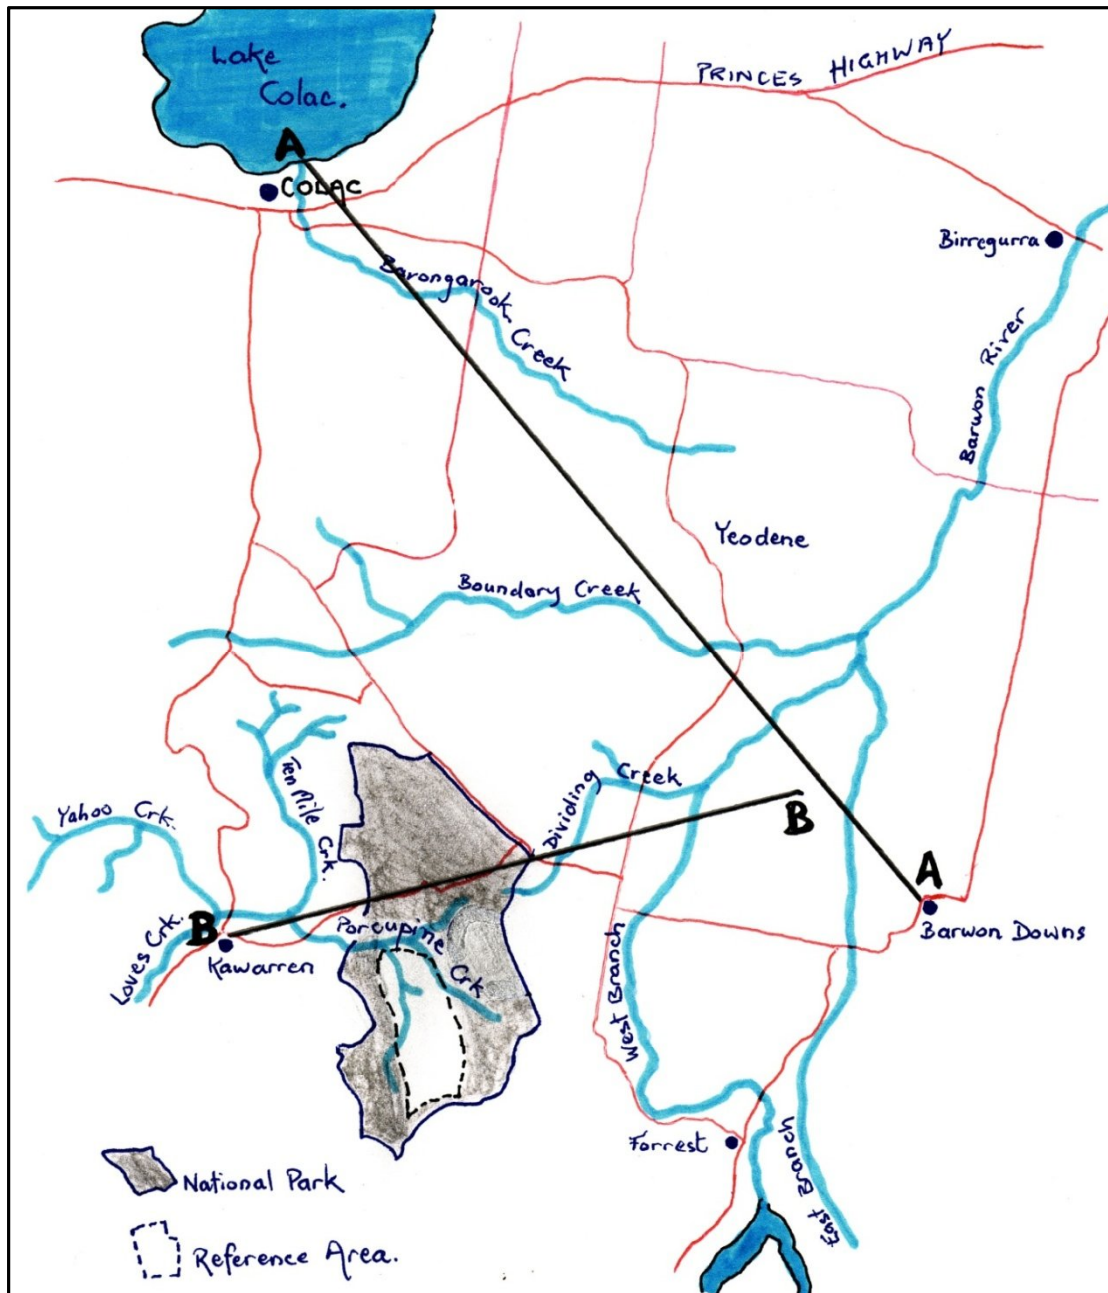 Lake
Colac.
PRINCES HIGHWAY
A
COLAC
Birregurra
Barongarook
Creek
Barwon River
Yeodene
Boundary Creek
Ten Mile Crk.
Dividing Creek
Yahoo Crk.
B
A
B
Loves Crk.
Kawarren
Porcupine Crk
Barwon Downs
West Branch
Forrest
East Branch
National Park
Reference Area.